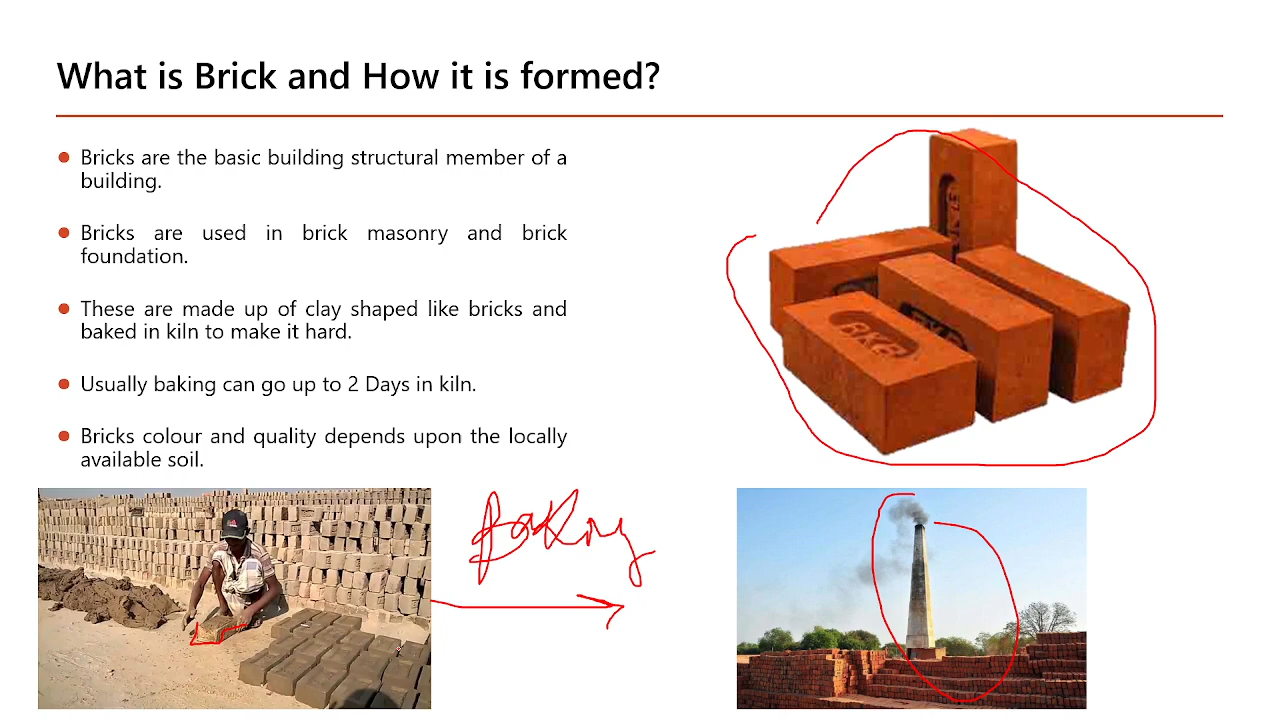 What is Brick and How it is formed?
Bricks are the basic building structural member of a
building.
Bricks are used in brick masonry and brick
foundation.
These are made up of clay shaped like bricks and
baked in kiln to make it hard.
Usually baking can go up to 2 Days in kiln.
Bricks colour and quality depends upon the locally
available soil.
BKB
Baking